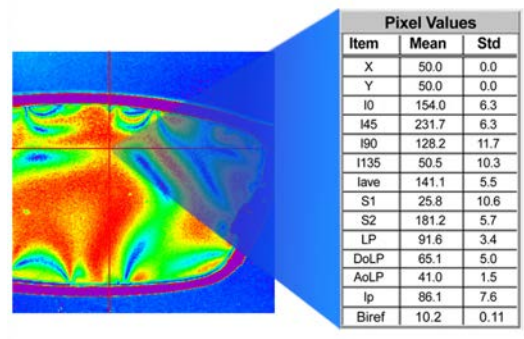 Pixel Values
Item Mean Std
X 50.0 0.0
Y 50.0 0.0
I0 154.0 6.3
I45 231.7 6.3
I90 128.2 11.7
I135 50.5 10.3
Iave 141.1 5.5
S1 25.8 10.6
S2 181.2 5.7
LP 91.6 3.4
DoLP 65.1 5.0
AoLP 41.0 1.5
Ip 86.1 7.6
Biref 10.2 0.11